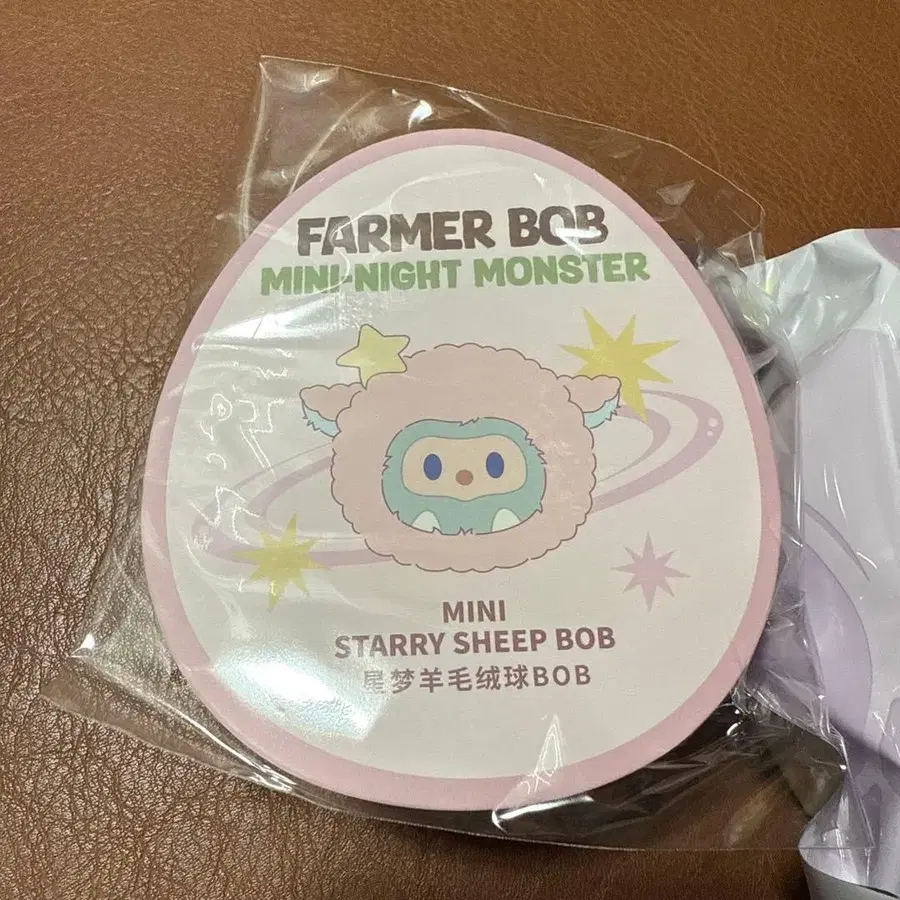 FARMER BOB
MINI-NIGHT MONSTER
MINI
STARRY SHEEP BOB
星梦羊毛绒球BOB